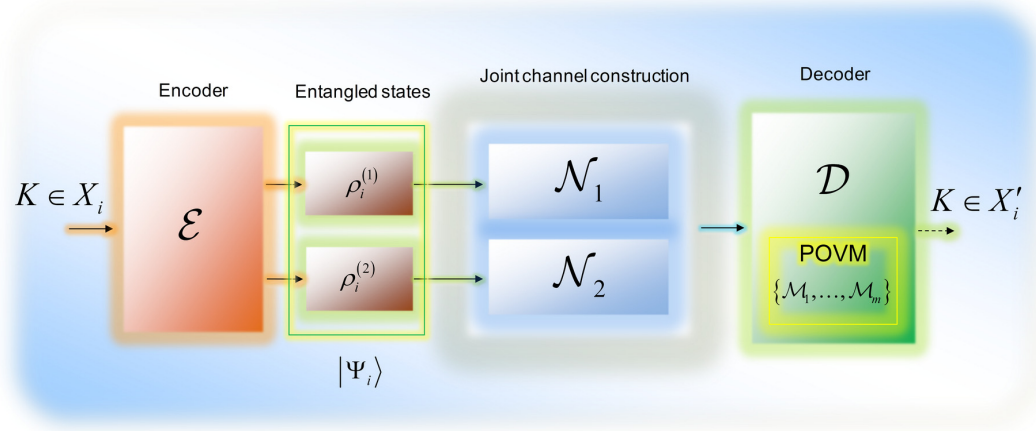 Encoder
Entangled states
Joint channel construction
Decoder
K ∈ X_i
ℰ
ρ_i^{(1)}
ρ_i^{(2)}
|Ψ_i⟩
𝒩_1
𝒩_2
𝒟
POVM
{ℳ_1,...,ℳ_m}
K ∈ X_i′